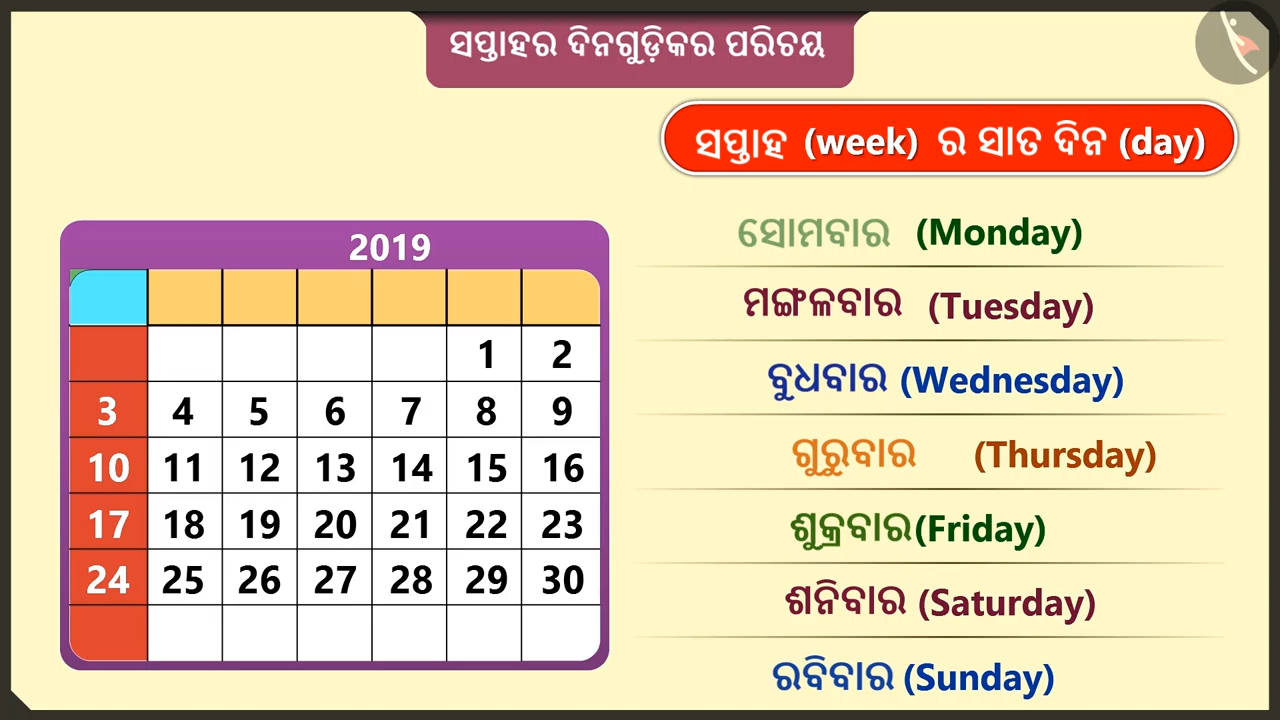 ସପ୍ତାହର ଦିନଗୁଡ଼ିକର ପରିଚୟ
ସପ୍ତାହ (week) ର ସାତ ଦିନ (day)
2019
1 2
3 4 5 6 7 8 9
10 11 12 13 14 15 16
17 18 19 20 21 22 23
24 25 26 27 28 29 30
ସୋମବାର (Monday)
ମଙ୍ଗଳବାର (Tuesday)
ବୁଧବାର (Wednesday)
ଗୁରୁବାର (Thursday)
ଶୁକ୍ରବାର(Friday)
ଶନିବାର (Saturday)
ରବିବାର (Sunday)